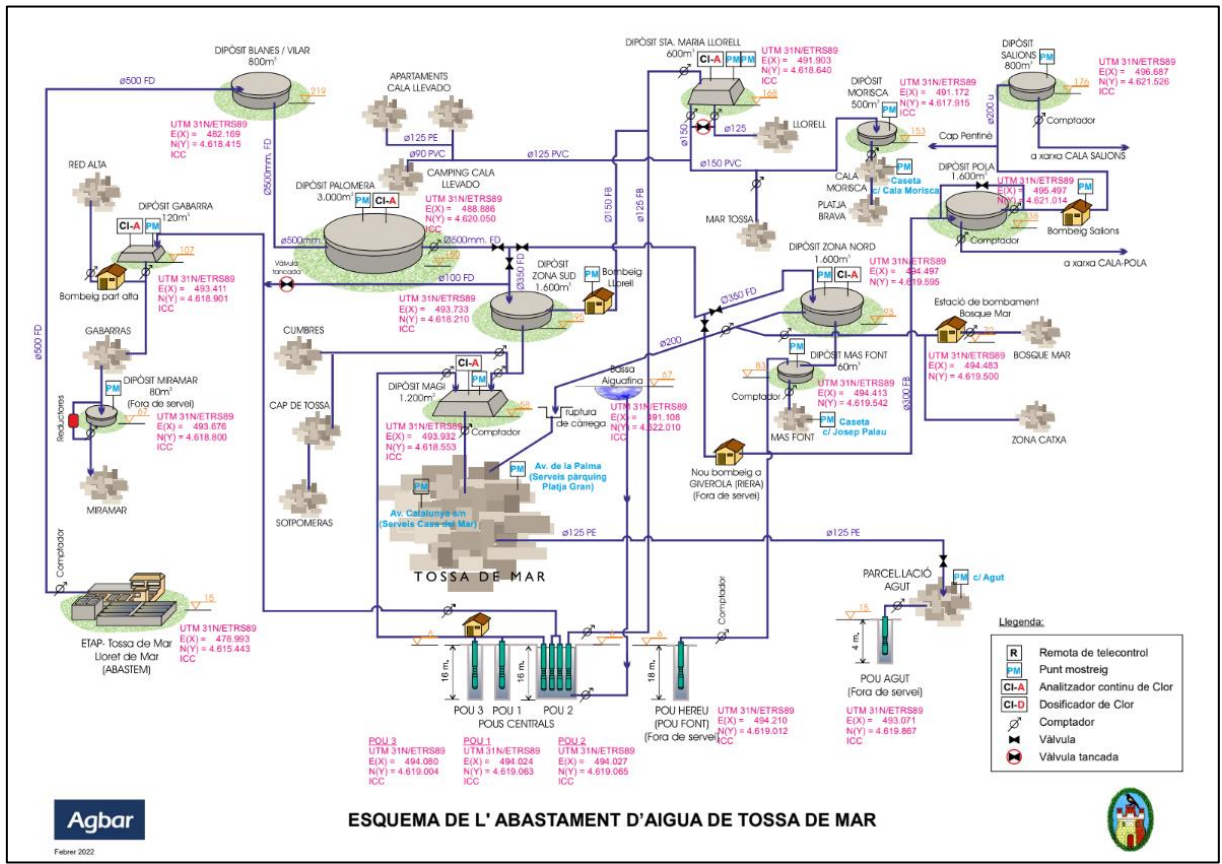 DIPÒSIT BLANES / VILAR
800m³
ø500 FD
219
UTM 31N/ETRS89
E(X) = 482.169
N(Y) = 4.618.415
ICC
Ø500mm. FD
APARTAMENTS
CALA LLEVADO
ø125 PE
ø90 PVC
ø125 PVC
CAMPING CALA
LLEVADO
DIPÒSIT STA. MARIA LLORELL
600m³
CI-A
PM
PM
UTM 31N/ETRS89
E(X) = 491.903
N(Y) = 4.618.640
ICC
168
ø150
ø125
LLORELL
ø150 PVC
DIPÒSIT
MORISCA
500m³
PM
UTM 31N/ETRS89
E(X) = 491.172
N(Y) = 4.617.915
ICC
153
CALA
MORISCA
PM
Caseta
c/ Cala Morisca
PLATJA
BRAVA
MAR TOSSA
DIPÒSIT
SALIONS
800m³
PM
176
UTM 31N/ETRS89
E(X) = 496.687
N(Y) = 4.621.526
ICC
ø200 u
Comptador
Cap Pentiné
a xarxa CALA SALIONS
DIPÒSIT POLA
1.600m³
UTM 31N/ETRS89
E(X) = 495.497
N(Y) = 4.621.014
ICC
PM
Bombeig Salions
Comptador
a xarxa CALA-POLA
RED ALTA
DIPÒSIT GABARRA
120m³
CI-A
PM
107
Bombeig part alta
UTM 31N/ETRS89
E(X) = 493.411
N(Y) = 4.618.901
ICC
DIPÒSIT PALOMERA
3.000m³
PM
CI-A
UTM 31N/ETRS89
E(X) = 488.886
N(Y) = 4.620.050
ICC
ø500mm. FD
Ø500mm. FD
Vàlvula
tancada
ø100 FD
Ø350 FD
Ø150 FB
Ø125 FB
DIPÒSIT
ZONA SUD
1.600m³
PM
Bombeig
Llorell
UTM 31N/ETRS89
E(X) = 493.733
N(Y) = 4.618.210
ICC
DIPÒSIT ZONA NORD
1.600m³
PM
CI-A
UTM 31N/ETRS89
E(X) = 494.497
N(Y) = 4.619.595
ICC
93
Ø350 FD
ø200
Estació de bombament
Bosque Mar
70
BOSQUE MAR
UTM 31N/ETRS89
E(X) = 494.483
N(Y) = 4.619.500
ICC
ø500 FD
GABARRAS
DIPÒSIT MIRAMAR
80m³
(Fora de servei)
PM
67
Reductores
UTM 31N/ETRS89
E(X) = 493.676
N(Y) = 4.618.800
ICC
MIRAMAR
CUMBRES
CAP DE TOSSA
SOTPOMERAS
CI-A
PM
DIPÒSIT MAGI
1.200m³
58
UTM 31N/ETRS89
E(X) = 493.932
N(Y) = 4.618.553
ICC
Comptador
ruptura
de càrrega
Bassa
Aiguafina
67
UTM 31N/ETRS89
E(X) = 491.108
N(Y) = 4.622.010
ICC
PM
DIPÒSIT MAS FONT
60m³
83
Comptador
UTM 31N/ETRS89
E(X) = 494.413
N(Y) = 4.619.542
ICC
PM
Caseta
c/ Josep Palau
MAS FONT
Ø300 FB
ZONA CATXA
Nou bombeig a
GIVEROLA (RIERA)
(Fora de servei)
PM
Av. de la Palma
(Serveis pàrquing
Platja Gran)
PM
Av. Catalunya s/n
(Serveis Casa del Mar)
TOSSA DE MAR
ø125 PE
ø125 PE
Comptador
15
ETAP- Tossa de Mar
Lloret de Mar
(ABASTEM)
UTM 31N/ETRS89
E(X) = 478.993
N(Y) = 4.615.443
ICC
6
16 m.
16 m.
6
POU 3
POU 1
POU 2
POUS CENTRALS
POU 3
UTM 31N/ETRS89
E(X) = 494.080
N(Y) = 4.619.004
ICC
POU 1
UTM 31N/ETRS89
E(X) = 494.024
N(Y) = 4.619.063
ICC
POU 2
UTM 31N/ETRS89
E(X) = 494.027
N(Y) = 4.619.065
ICC
Comptador
6
18 m.
POU HEREU
(POU FONT)
(Fora de servei)
UTM 31N/ETRS89
E(X) = 494.210
N(Y) = 4.619.012
ICC
PARCEL.LACIÓ
AGUT
PM
c/ Agut
15
4 m.
POU AGUT
(Fora de servei)
UTM 31N/ETRS89
E(X) = 493.071
N(Y) = 4.619.867
ICC
Llegenda:
R Remota de telecontrol
PM Punt mostreig
CI-A Analitzador continu de Clor
CI-D Dosificador de Clor
Comptador
Vàlvula
Vàlvula tancada
Agbar
Febrer 2022
ESQUEMA DE L' ABASTAMENT D'AIGUA DE TOSSA DE MAR